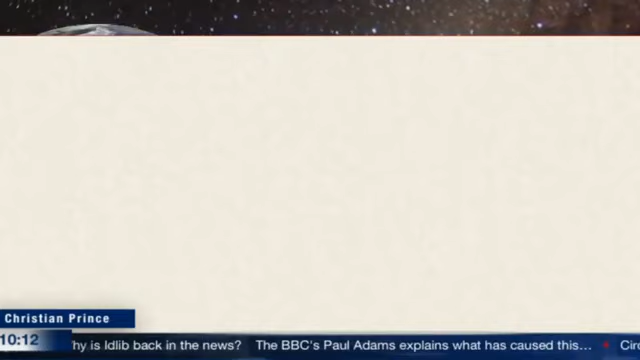 Christian Prince
10:12
hy is Idlib back in the news? The BBC's Paul Adams explains what has caused this... Cir